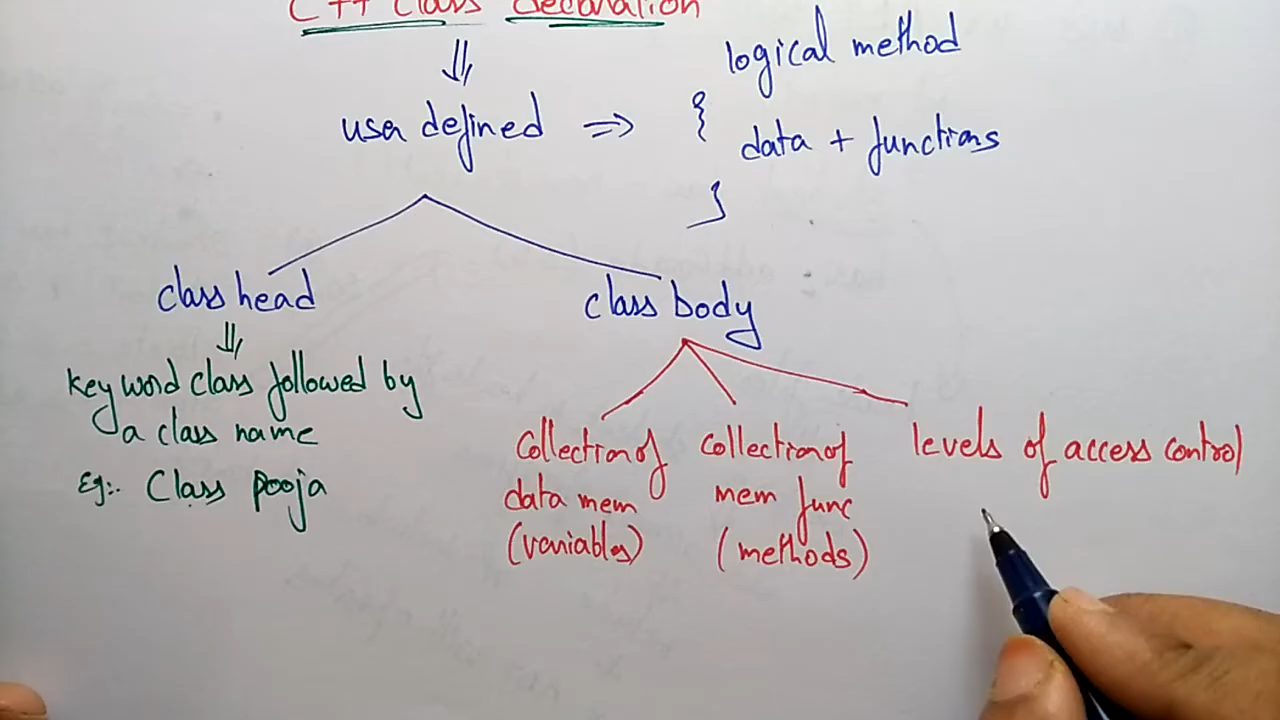 C++ Class Declaration
logical method
user defined ⇒ { data + functions
}
class head
class body
keyword class followed by
a class name
Eg:- Class pooja
Collection of
data mem
(variables)
collection of
mem func
(methods)
levels of access control